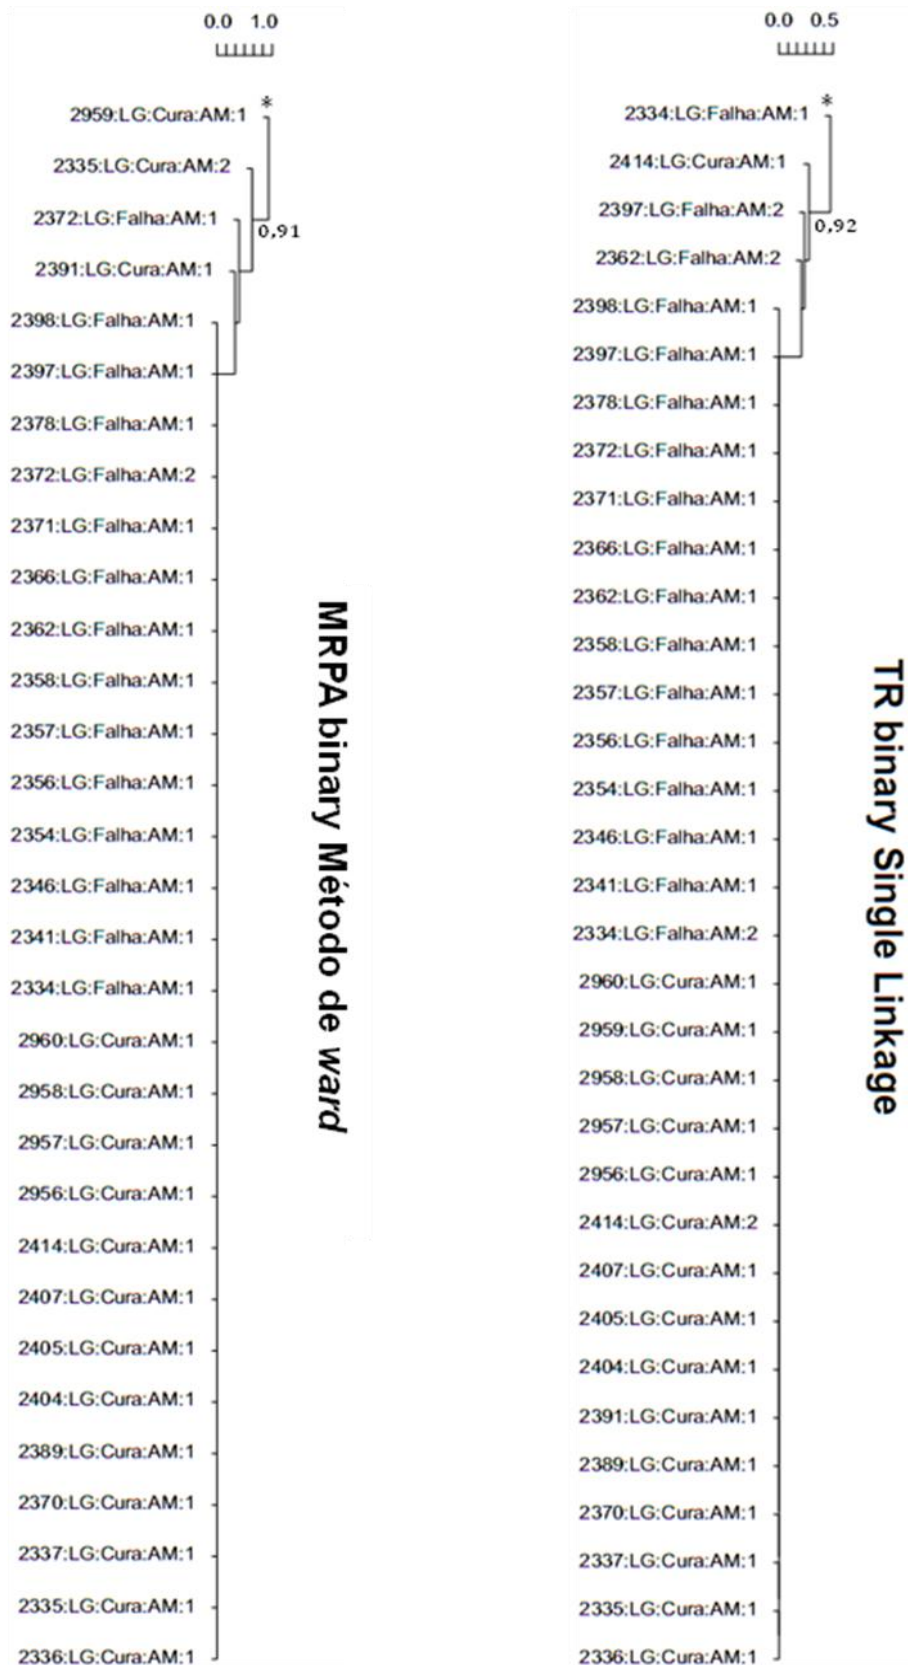 0.0 1.0
*
2959:LG:Cura:AM:1
2335:LG:Cura:AM:2
2372:LG:Falha:AM:1
0,91
2391:LG:Cura:AM:1
2398:LG:Falha:AM:1
2397:LG:Falha:AM:1
2378:LG:Falha:AM:1
2372:LG:Falha:AM:2
2371:LG:Falha:AM:1
2366:LG:Falha:AM:1
2362:LG:Falha:AM:1
2358:LG:Falha:AM:1
2357:LG:Falha:AM:1
2356:LG:Falha:AM:1
2354:LG:Falha:AM:1
2346:LG:Falha:AM:1
2341:LG:Falha:AM:1
2334:LG:Falha:AM:1
2960:LG:Cura:AM:1
2958:LG:Cura:AM:1
2957:LG:Cura:AM:1
2956:LG:Cura:AM:1
2414:LG:Cura:AM:1
2407:LG:Cura:AM:1
2405:LG:Cura:AM:1
2404:LG:Cura:AM:1
2389:LG:Cura:AM:1
2370:LG:Cura:AM:1
2337:LG:Cura:AM:1
2335:LG:Cura:AM:1
2336:LG:Cura:AM:1
MRPA binary Método de ward
0.0 0.5
*
2334:LG:Falha:AM:1
2414:LG:Cura:AM:1
2397:LG:Falha:AM:2
0,92
2362:LG:Falha:AM:2
2398:LG:Falha:AM:1
2397:LG:Falha:AM:1
2378:LG:Falha:AM:1
2372:LG:Falha:AM:1
2371:LG:Falha:AM:1
2366:LG:Falha:AM:1
2362:LG:Falha:AM:1
2358:LG:Falha:AM:1
2357:LG:Falha:AM:1
2356:LG:Falha:AM:1
2354:LG:Falha:AM:1
2346:LG:Falha:AM:1
2341:LG:Falha:AM:1
2334:LG:Falha:AM:2
2960:LG:Cura:AM:1
2959:LG:Cura:AM:1
2958:LG:Cura:AM:1
2957:LG:Cura:AM:1
2956:LG:Cura:AM:1
2414:LG:Cura:AM:2
2407:LG:Cura:AM:1
2405:LG:Cura:AM:1
2404:LG:Cura:AM:1
2391:LG:Cura:AM:1
2389:LG:Cura:AM:1
2370:LG:Cura:AM:1
2337:LG:Cura:AM:1
2335:LG:Cura:AM:1
2336:LG:Cura:AM:1
TR binary Single Linkage